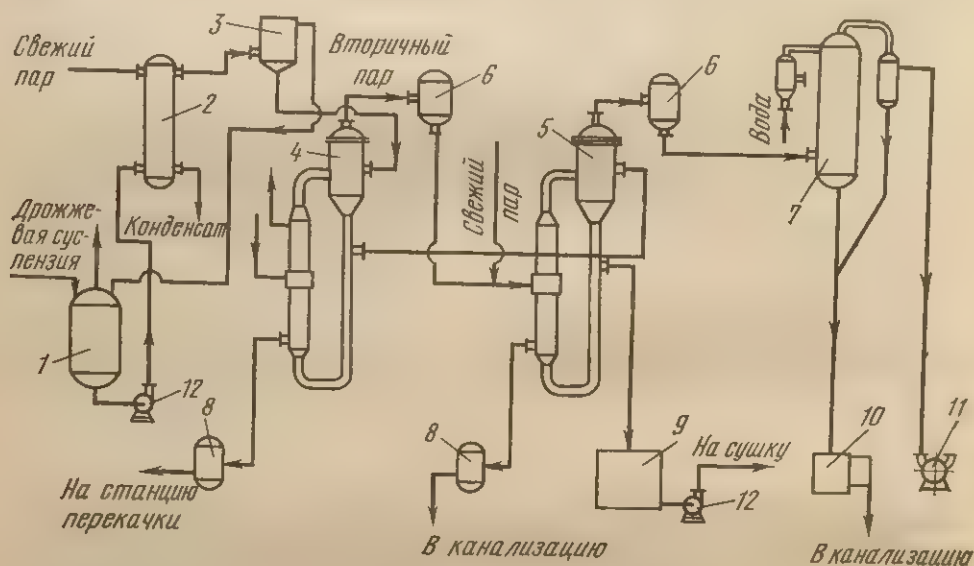 3
Свежий
пар
Вторичный
пар
6
6
2
4
5
Вода
7
Свежий
пар
Дрожже-
вая сус-
пензия
Конденсат
1
12
8
На станцию
перекачки
8
В канализацию
9
На сушку
12
10
11
В канализацию